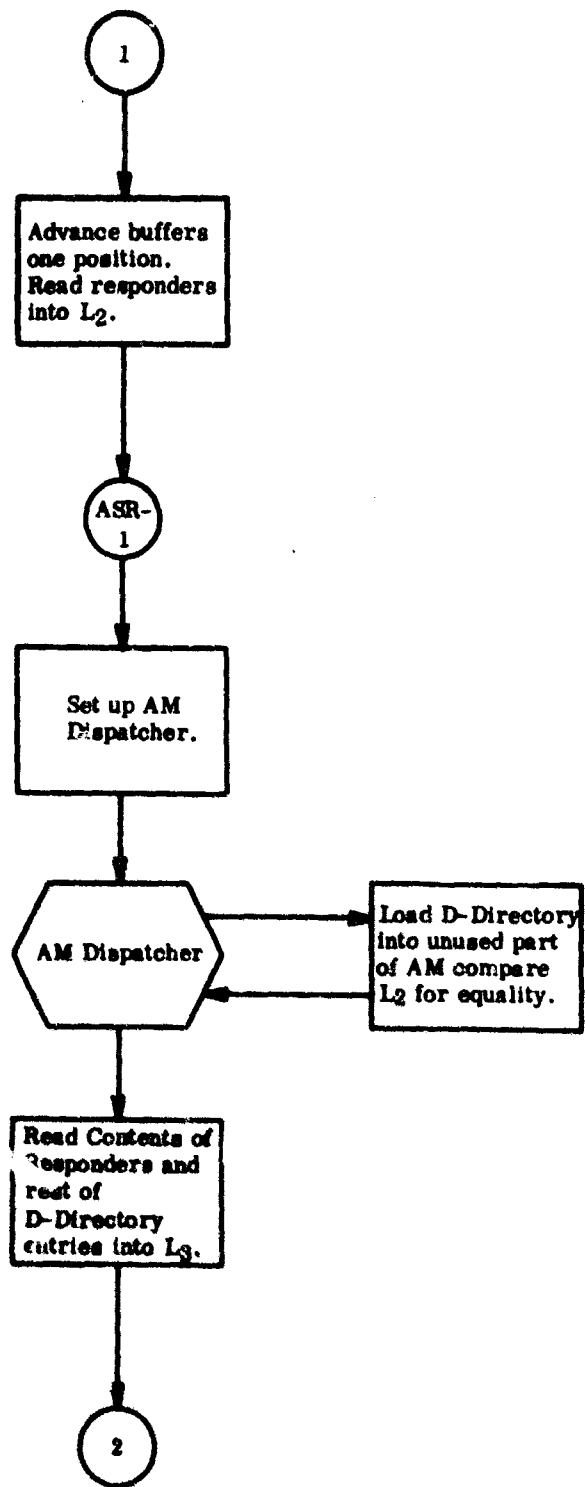 1
Advance buffers
one position.
Read responders
into L2.
ASR-
1
Set up AM
Dispatcher.
AM Dispatcher
Load D-Directory
into unused part
of AM compare
L2 for equality.
Read Contents of
Responders and
rest of
D-Directory
entries into L3.
2